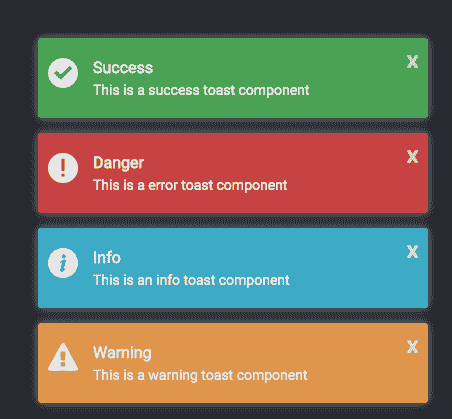 Success
X
This is a success toast component
Danger
X
This is a error toast component
Info
X
This is an info toast component
Warning
X
This is a warning toast component